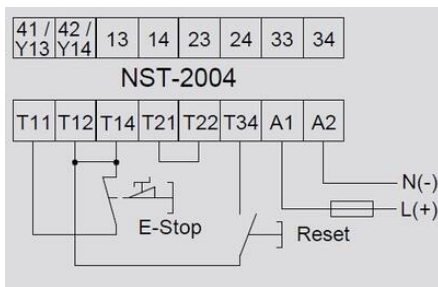 41 / Y13 42 / Y14 13 14 23 24 33 34
NST-2004
T11 T12 T14 T21 T22 T34 A1 A2
N(-)
L(+)
E-Stop Reset